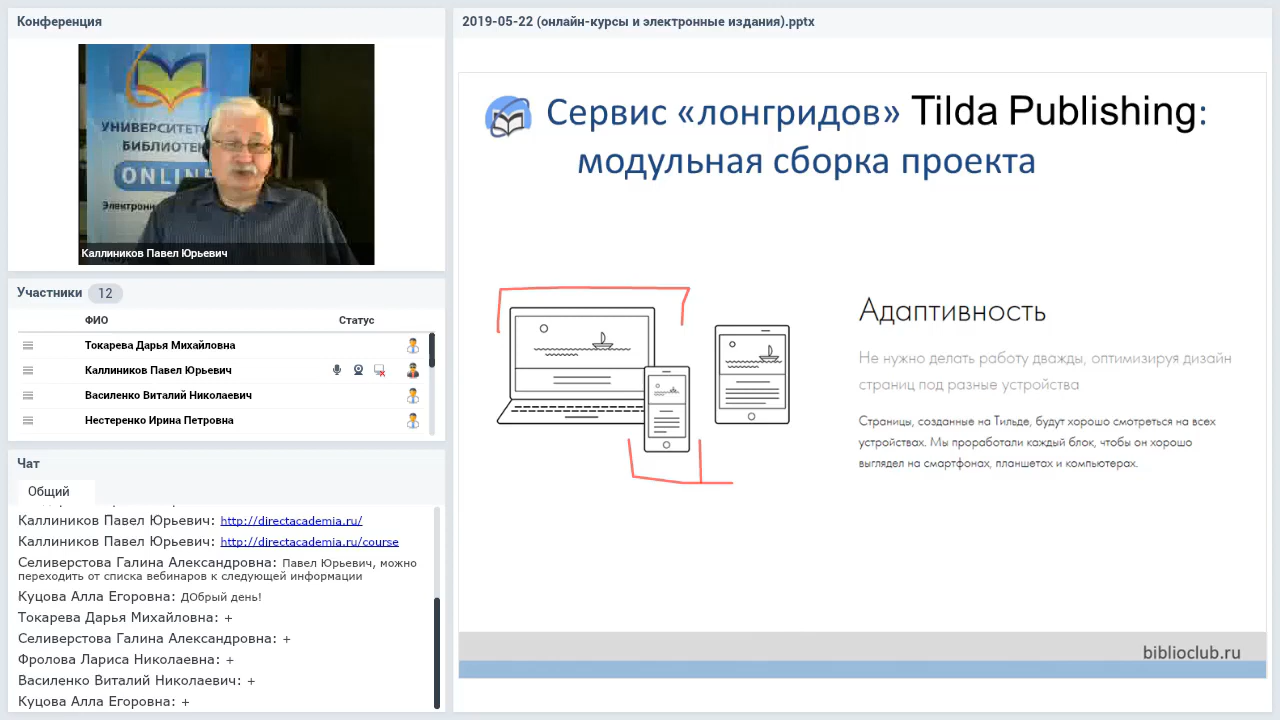 Конференция
УНИВЕРСИТЕТС
БИБЛИОТЕК
ONLIN
Электронн
Каллиников Павел Юрьевич
Участники 12
ФИО Статус
Токарева Дарья Михайловна
Каллиников Павел Юрьевич
Василенко Виталий Николаевич
Нестеренко Ирина Петровна
Чат
Общий
Каллиников Павел Юрьевич: http://directacademia.ru/
Каллиников Павел Юрьевич: http://directacademia.ru/course
Селиверстова Галина Александровна: Павел Юрьевич, можно
переходить от списка вебинаров к следующей информации
Куцова Алла Егоровна: ДОбрый день!
Токарева Дарья Михайловна: +
Селиверстова Галина Александровна: +
Фролова Лариса Николаевна: +
Василенко Виталий Николаевич: +
Куцова Алла Егоровна: +
2019-05-22 (онлайн-курсы и электронные издания).pptx
Сервис «лонгридов» Tilda Publishing:
модульная сборка проекта
Адаптивность
Не нужно делать работу дважды, оптимизируя дизайн
страниц под разные устройства
Страницы, созданные на Тильде, будут хорошо смотреться на всех
устройствах. Мы проработали каждый блок, чтобы он хорошо
выглядел на смартфонах, планшетах и компьютерах.
biblioclub.ru